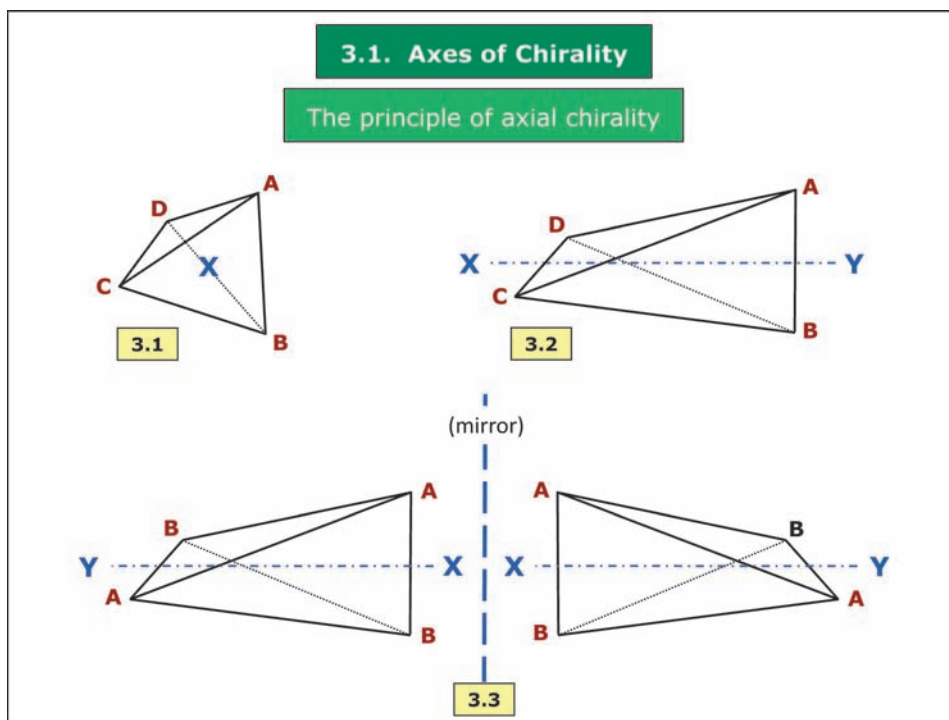 3.1. Axes of Chirality
The principle of axial chirality
A
D
X
C
B
3.1
A
D
X
Y
C
B
3.2
(mirror)
A
B
Y
X
A
B
A
B
X
Y
A
B
3.3